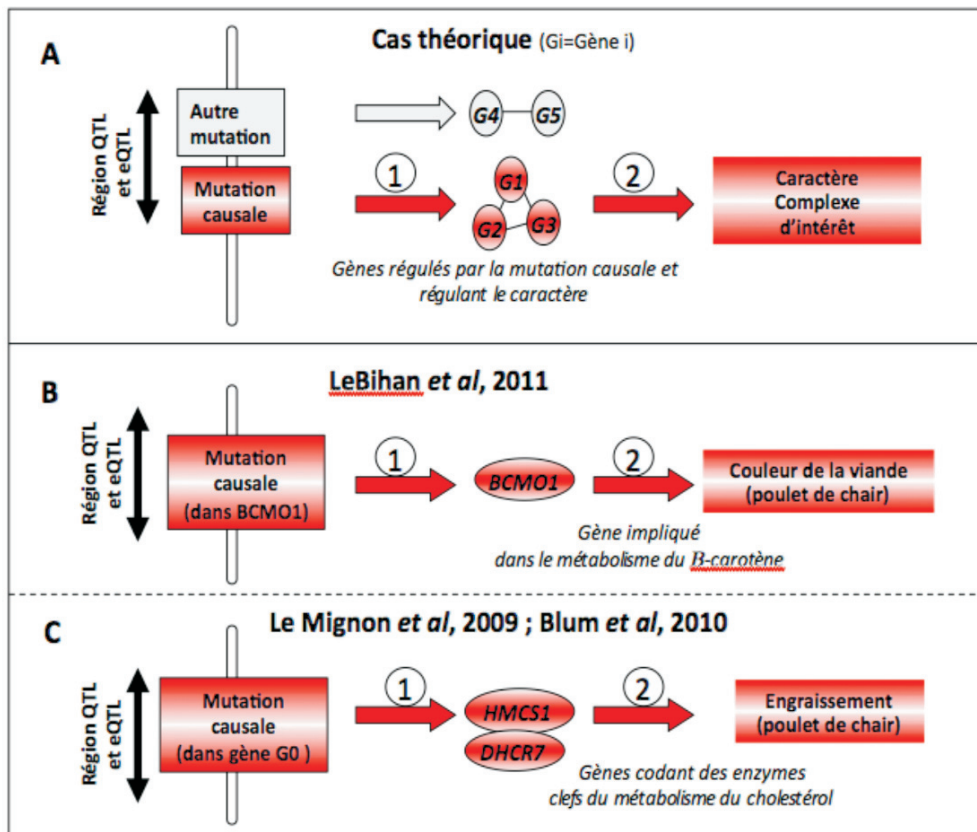 A
Cas théorique (Gi=Gène i)
Région QTL
et eQTL
Autre
mutation
Mutation
causale
G4
G5
1
G1
G2
G3
2
Caractère
Complexe
d'intérêt
Gènes régulés par la mutation causale et
régulant le caractère
B
LeBihan et al, 2011
Région QTL
et eQTL
Mutation
causale
(dans BCMO1)
1
BCMO1
2
Couleur de la viande
(poulet de chair)
Gène impliqué
dans le métabolisme du B-carotène
C
Le Mignon et al, 2009 ; Blum et al, 2010
Région QTL
et eQTL
Mutation
causale
(dans gène G0 )
1
HMCS1
DHCR7
2
Engraissement
(poulet de chair)
Gènes codant des enzymes
clefs du métabolisme du cholestérol